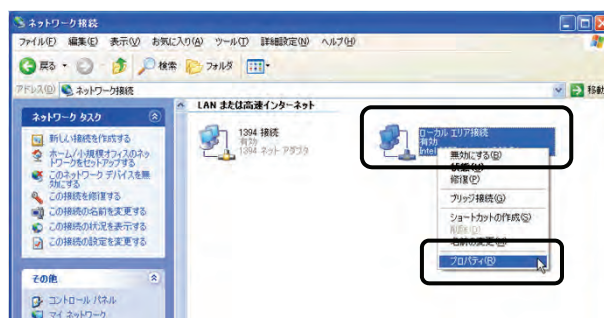 ネットワーク接続
ファイル(F) 編集(E) 表示(V) お気に入り(A) ツール(T) 詳細設定(N) ヘルプ(H)
戻る 検索 フォルダ
アドレス(D) ネットワーク接続 移動
ネットワーク タスク
新しい接続を作成する
ホーム/小規模オフィスのネッ
トワークをセットアップする
このネットワーク デバイスを無
効にする
この接続を修復する
この接続の名前を変更する
この接続の状況を表示する
この接続の設定を変更する
その他
コントロール パネル
マイ ネットワーク
LAN または高速インターネット
1394 接続
有効
1394 ネット アダプタ
ローカル エリア接続
有効
無効にする(B)
状態(U)
修復(P)
ブリッジ接続(G)
ショートカットの作成(S)
削除(D)
名前の変更(M)
プロパティ(R)